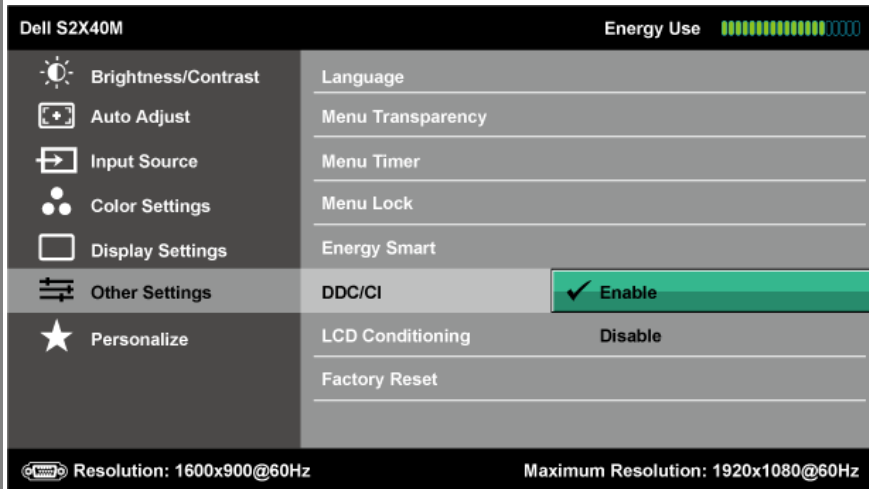 Dell S2X40M Energy Use
Brightness/Contrast Language
Auto Adjust Menu Transparency
Input Source Menu Timer
Color Settings Menu Lock
Display Settings Energy Smart
Other Settings DDC/CI Enable
Personalize LCD Conditioning Disable
Factory Reset
Resolution: 1600x900@60Hz Maximum Resolution: 1920x1080@60Hz